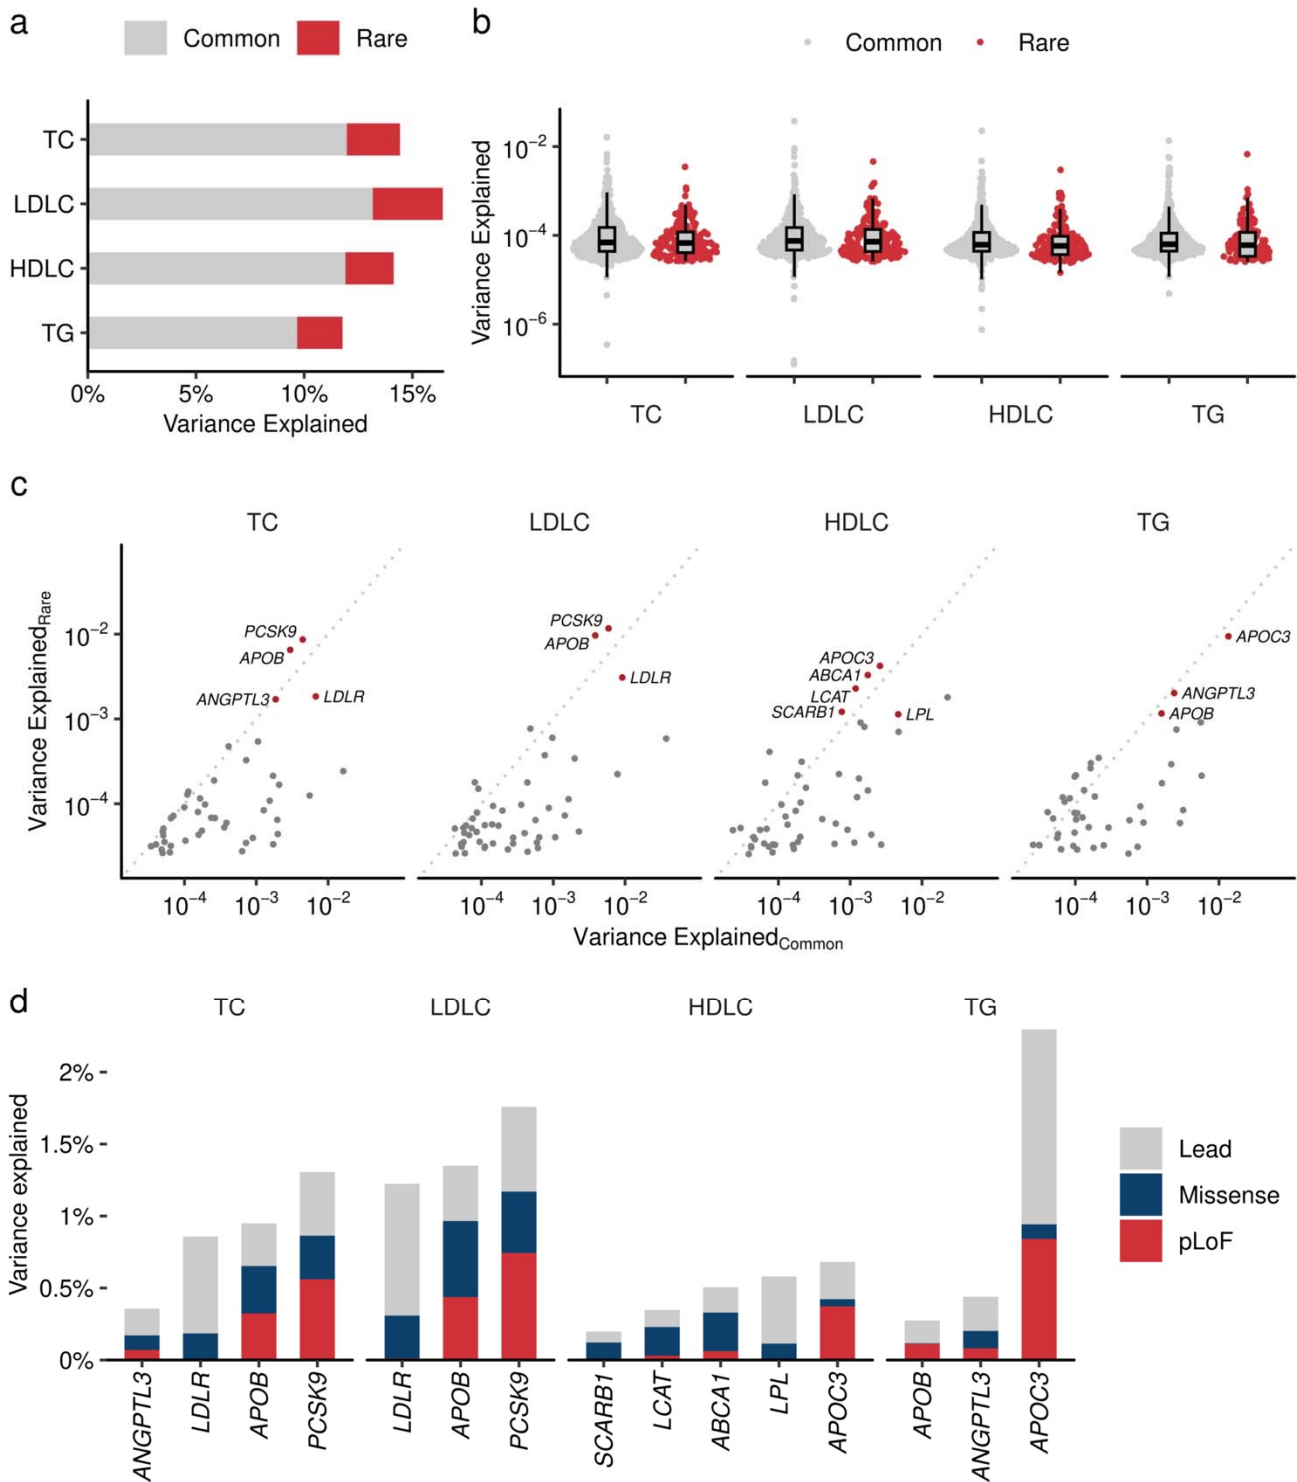 a
Common Rare
TC
LDLC
HDLC
TG
0% 5% 10% 15%
Variance Explained
b
Common Rare
Variance Explained
10−2
10−4
10−6
TC LDLC HDLC TG
c
TC LDLC HDLC TG
Variance ExplainedRare
10−2
10−3
10−4
PCSK9
APOB
ANGPTL3
LDLR
PCSK9
APOB
LDLR
APOC3
ABCA1
LCAT
SCARB1
LPL
APOC3
ANGPTL3
APOB
10−4 10−3 10−2 10−4 10−3 10−2 10−4 10−3 10−2 10−4 10−3 10−2
Variance ExplainedCommon
d
TC LDLC HDLC TG
Variance explained
2%
1.5%
1%
0.5%
0%
ANGPTL3 LDLR APOB PCSK9 LDLR APOB PCSK9 SCARB1 LCAT ABCA1 LPL APOC3 APOB ANGPTL3 APOC3
Lead
Missense
pLoF